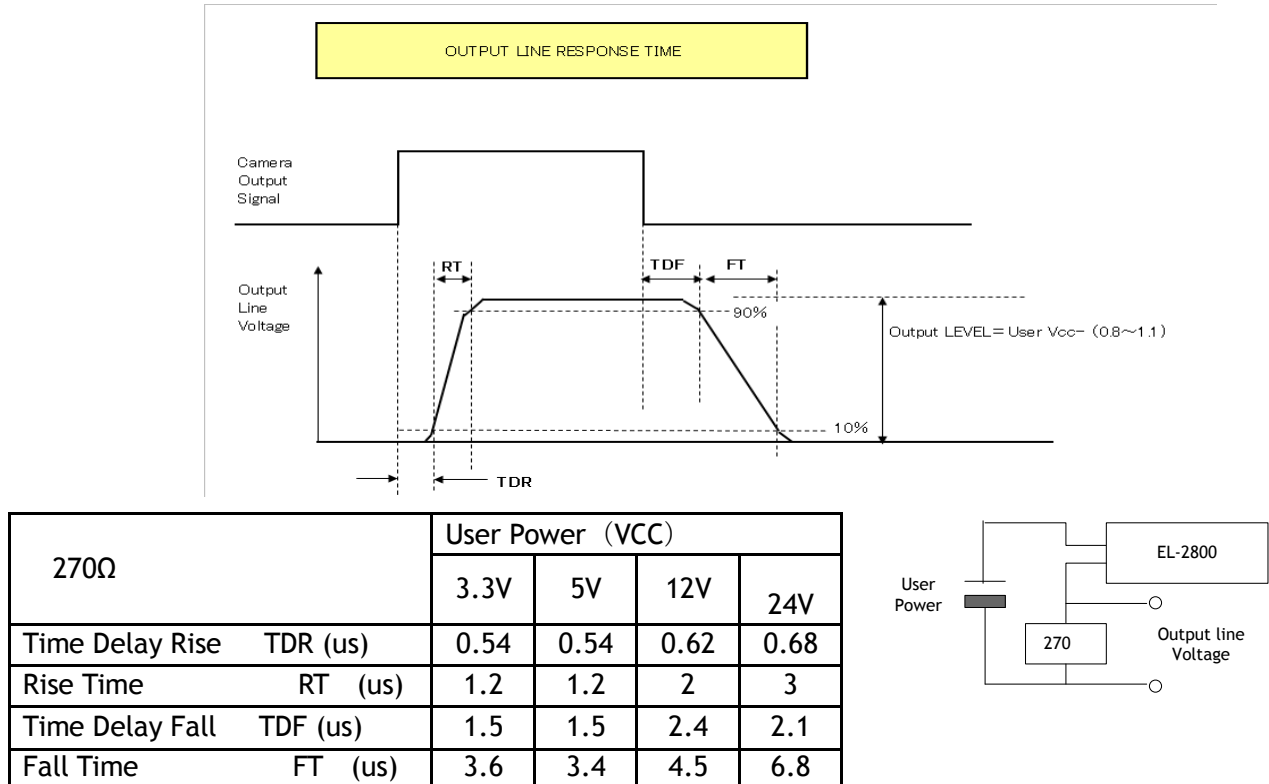 OUTPUT LINE RESPONSE TIME
Camera
Output
Signal
RT
TDF
FT
Output
Line
Voltage
90%
Output LEVEL=User Vcc-（0.8～1.1）
10%
TDR
270Ω
User Power（VCC）
3.3V 5V 12V 24V
Time Delay Rise TDR (us) 0.54 0.54 0.62 0.68
Rise Time RT (us) 1.2 1.2 2 3
Time Delay Fall TDF (us) 1.5 1.5 2.4 2.1
Fall Time FT (us) 3.6 3.4 4.5 6.8
EL-2800
User
Power
270
Output line
Voltage